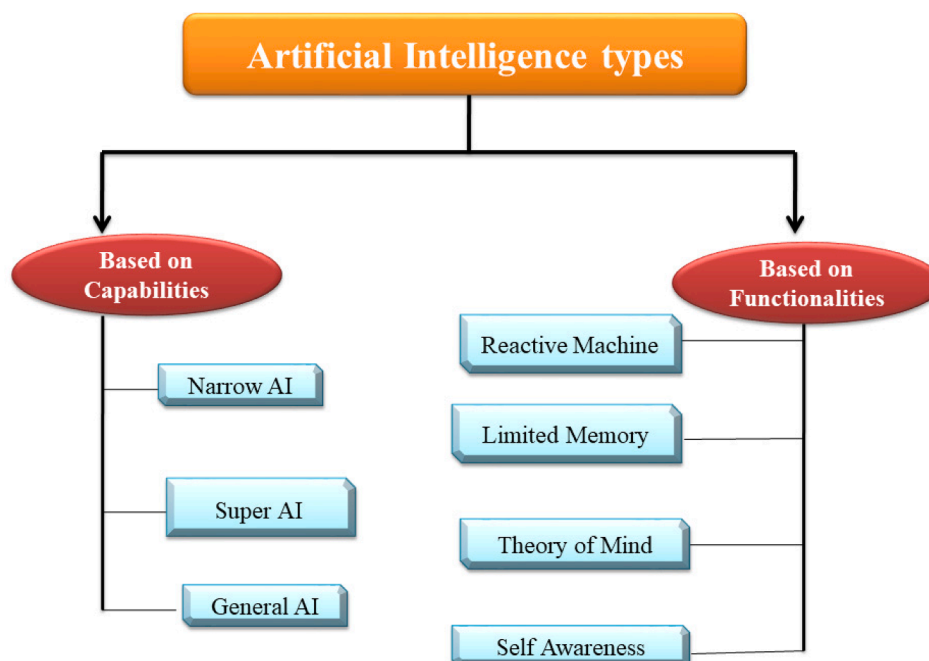 Artificial Intelligence types
Based on
Capabilities
Narrow AI
Super AI
General AI
Based on
Functionalities
Reactive Machine
Limited Memory
Theory of Mind
Self Awareness